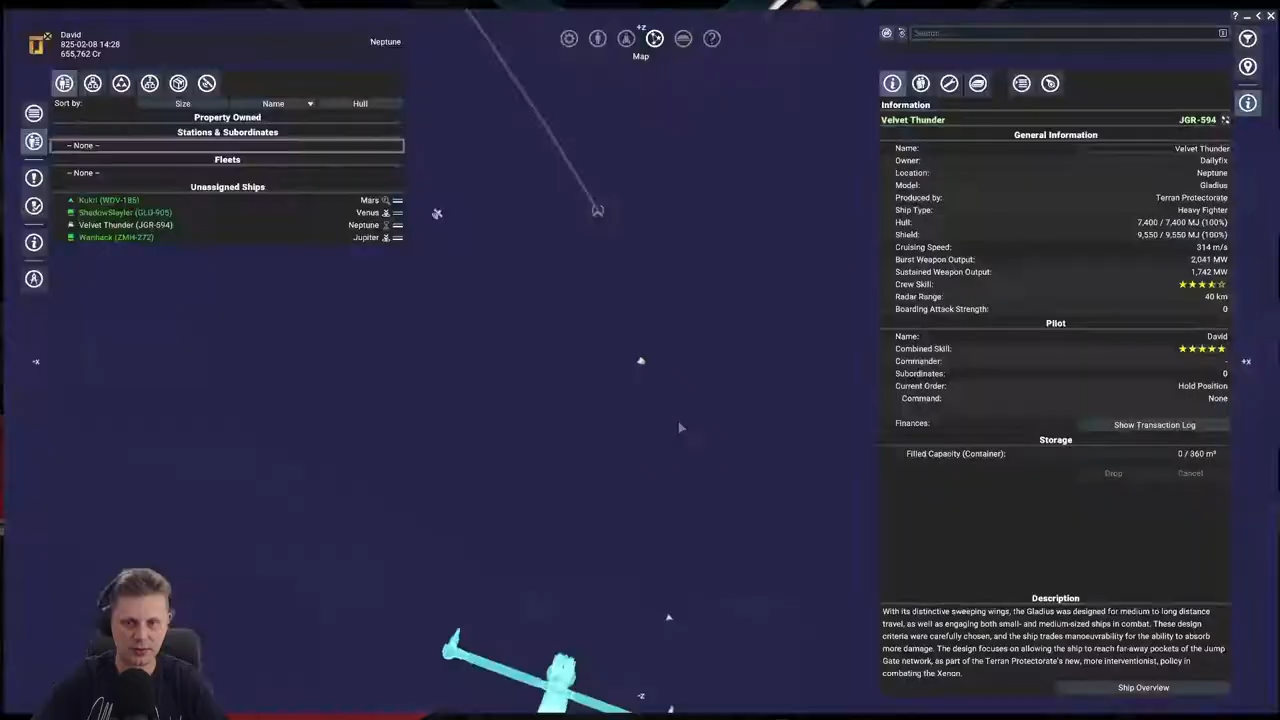 David
825-02-08 14:28
655,762 Cr
Neptune
+z
Map
Search...
Sort by:
Size
Name
Hull
Property Owned
Stations & Subordinates
-- None --
Fleets
-- None --
Unassigned Ships
Kukri (WDV-185) Mars
ShadowSlayer (GLD-905) Venus
Velvet Thunder (JGR-594) Neptune
Wanhack (ZMH-272) Jupiter
-x
+x
-z
Information
Velvet Thunder JGR-594
General Information
Name: Velvet Thunder
Owner: Dailyfix
Location: Neptune
Model: Gladius
Produced by: Terran Protectorate
Ship Type: Heavy Fighter
Hull: 7,400 / 7,400 MJ (100%)
Shield: 9,550 / 9,550 MJ (100%)
Cruising Speed: 314 m/s
Burst Weapon Output: 2,041 MW
Sustained Weapon Output: 1,742 MW
Crew Skill: ★★★★☆
Radar Range: 40 km
Boarding Attack Strength: 0
Pilot
Name: David
Combined Skill: ★★★★★
Commander: -
Subordinates: 0
Current Order: Hold Position
Command: None
Finances: Show Transaction Log
Storage
Filled Capacity (Container): 0 / 360 m³
Drop Cancel
Description
With its distinctive sweeping wings, the Gladius was designed for medium to long distance
travel, as well as engaging both small- and medium-sized ships in combat. These design
criteria were carefully chosen, and the ship trades manoeuvrability for the ability to absorb
more damage. The design focuses on allowing the ship to reach far-away pockets of the Jump
Gate network, as part of the Terran Protectorate's new, more interventionist, policy in
combating the Xenon.
Ship Overview